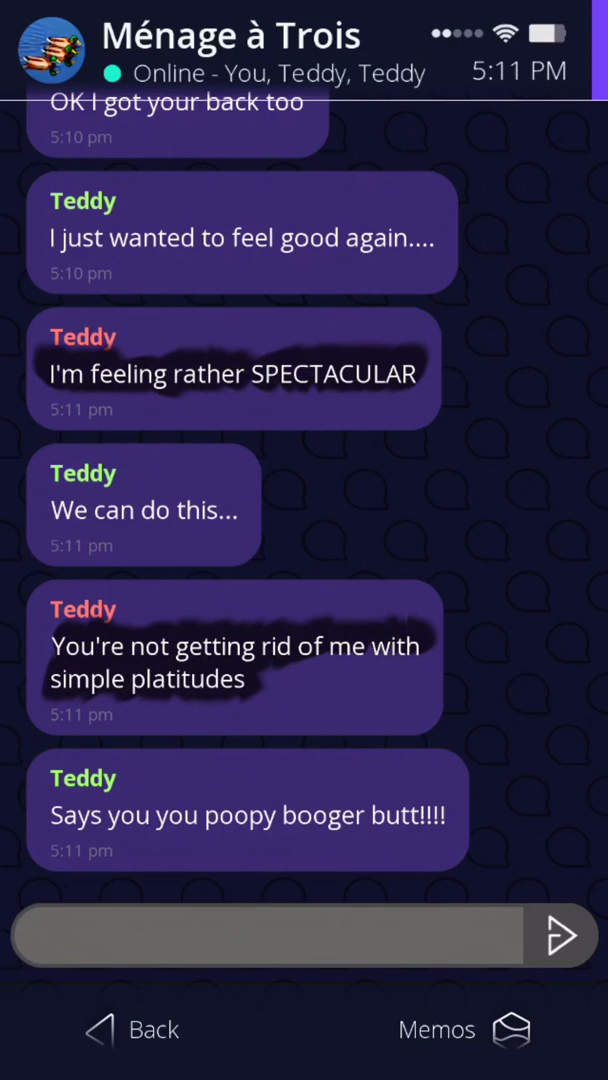 Ménage à Trois
Online - You, Teddy, Teddy
5:11 PM
OK I got your back too
5:10 pm
Teddy
I just wanted to feel good again....
5:10 pm
Teddy
I'm feeling rather SPECTACULAR
5:11 pm
Teddy
We can do this...
5:11 pm
Teddy
You're not getting rid of me with
simple platitudes
5:11 pm
Teddy
Says you you poopy booger butt!!!!
5:11 pm
Back
Memos